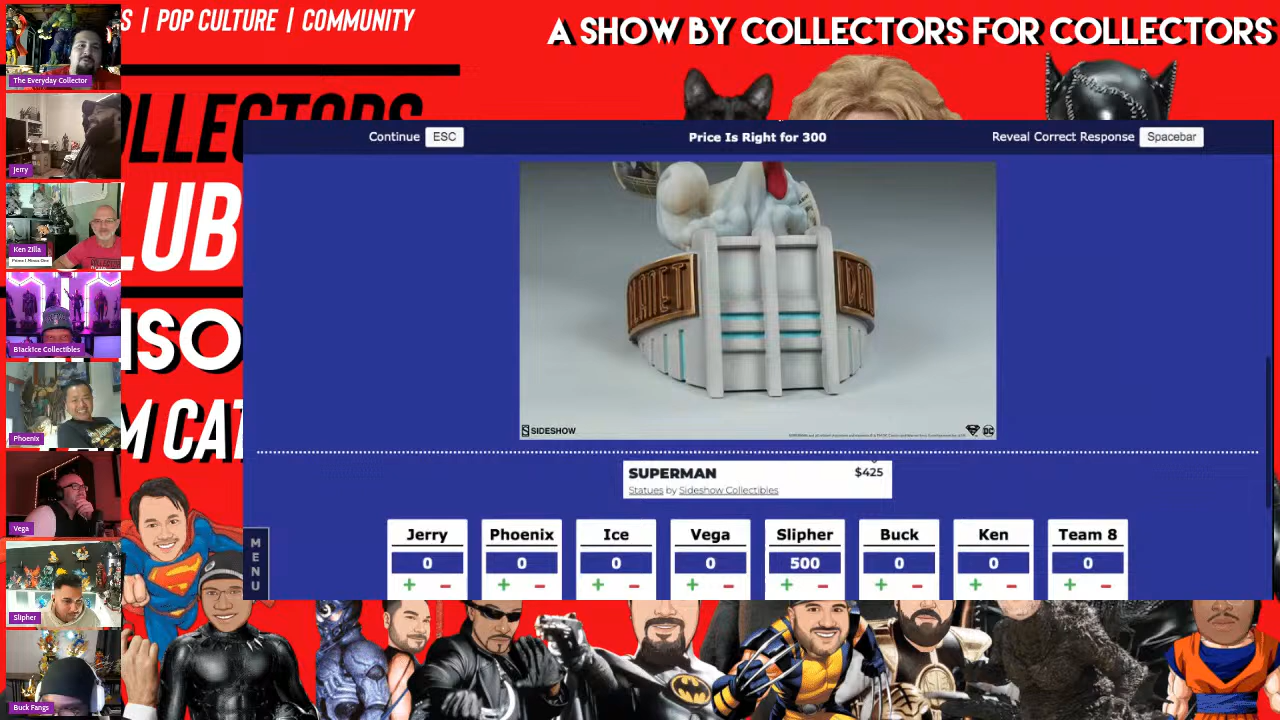 S | POP CULTURE | COMMUNITY
A SHOW BY COLLECTORS FOR COLLECTORS
OLLECTORS
LUB
ISO
M CAT
The Everyday Collector
Jerry
Ken Zilla
B!ack!ce Collectibles
Phoenix
Vega
Slipher
Buck Fangs
Continue ESC
Price Is Right for 300
Reveal Correct Response Spacebar
SIDESHOW
SUPERMAN $425
Statues by Sideshow Collectibles
MENU
Jerry Phoenix Ice Vega Slipher Buck Ken Team 8
0 0 0 0 500 0 0 0
+ − + − + − + − + − + − + − + −